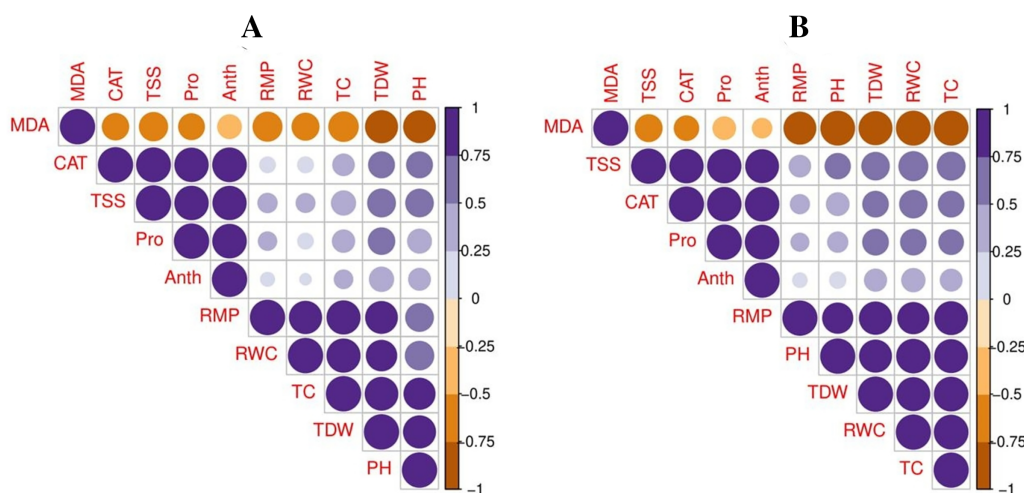 A
MDA CAT TSS Pro Anth RMP RWC TC TDW PH
MDA
CAT
TSS
Pro
Anth
RMP
RWC
TC
TDW
PH
1
0.75
0.5
0.25
0
-0.25
-0.5
-0.75
-1
B
MDA TSS CAT Pro Anth RMP PH TDW RWC TC
MDA
TSS
CAT
Pro
Anth
RMP
PH
TDW
RWC
TC
1
0.75
0.5
0.25
0
-0.25
-0.5
-0.75
-1